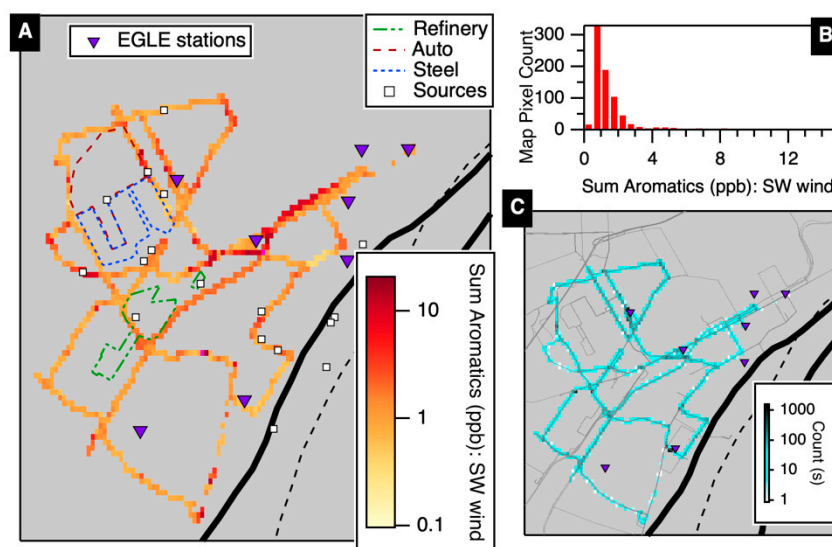 A
EGLE stations
Refinery
Auto
Steel
Sources
10
1
0.1
Sum Aromatics (ppb): SW wind
B
Map Pixel Count
300
200
100
0
0
4
8
12
Sum Aromatics (ppb): SW wind
C
1000
100
10
1
Count (s)